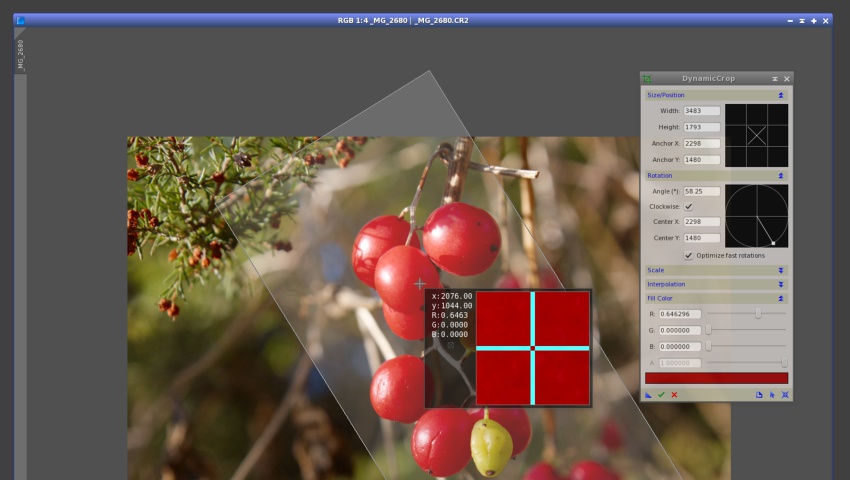 RGB 1:4 _MG_2680 | _MG_2680.CR2
_MG_2680
DynamicCrop
Size/Position
Width: 3483
Height: 1793
Anchor X: 2298
Anchor Y: 1480
Rotation
Angle (°): 58.25
Clockwise:
Center X: 2298
Center Y: 1480
Optimize fast rotations
Scale
Interpolation
Fill Color
R: 0.646296
G: 0.000000
B: 0.000000
A: 1.000000
x:2076.00
y:1044.00
R:0.6463
G:0.0000
B:0.0000